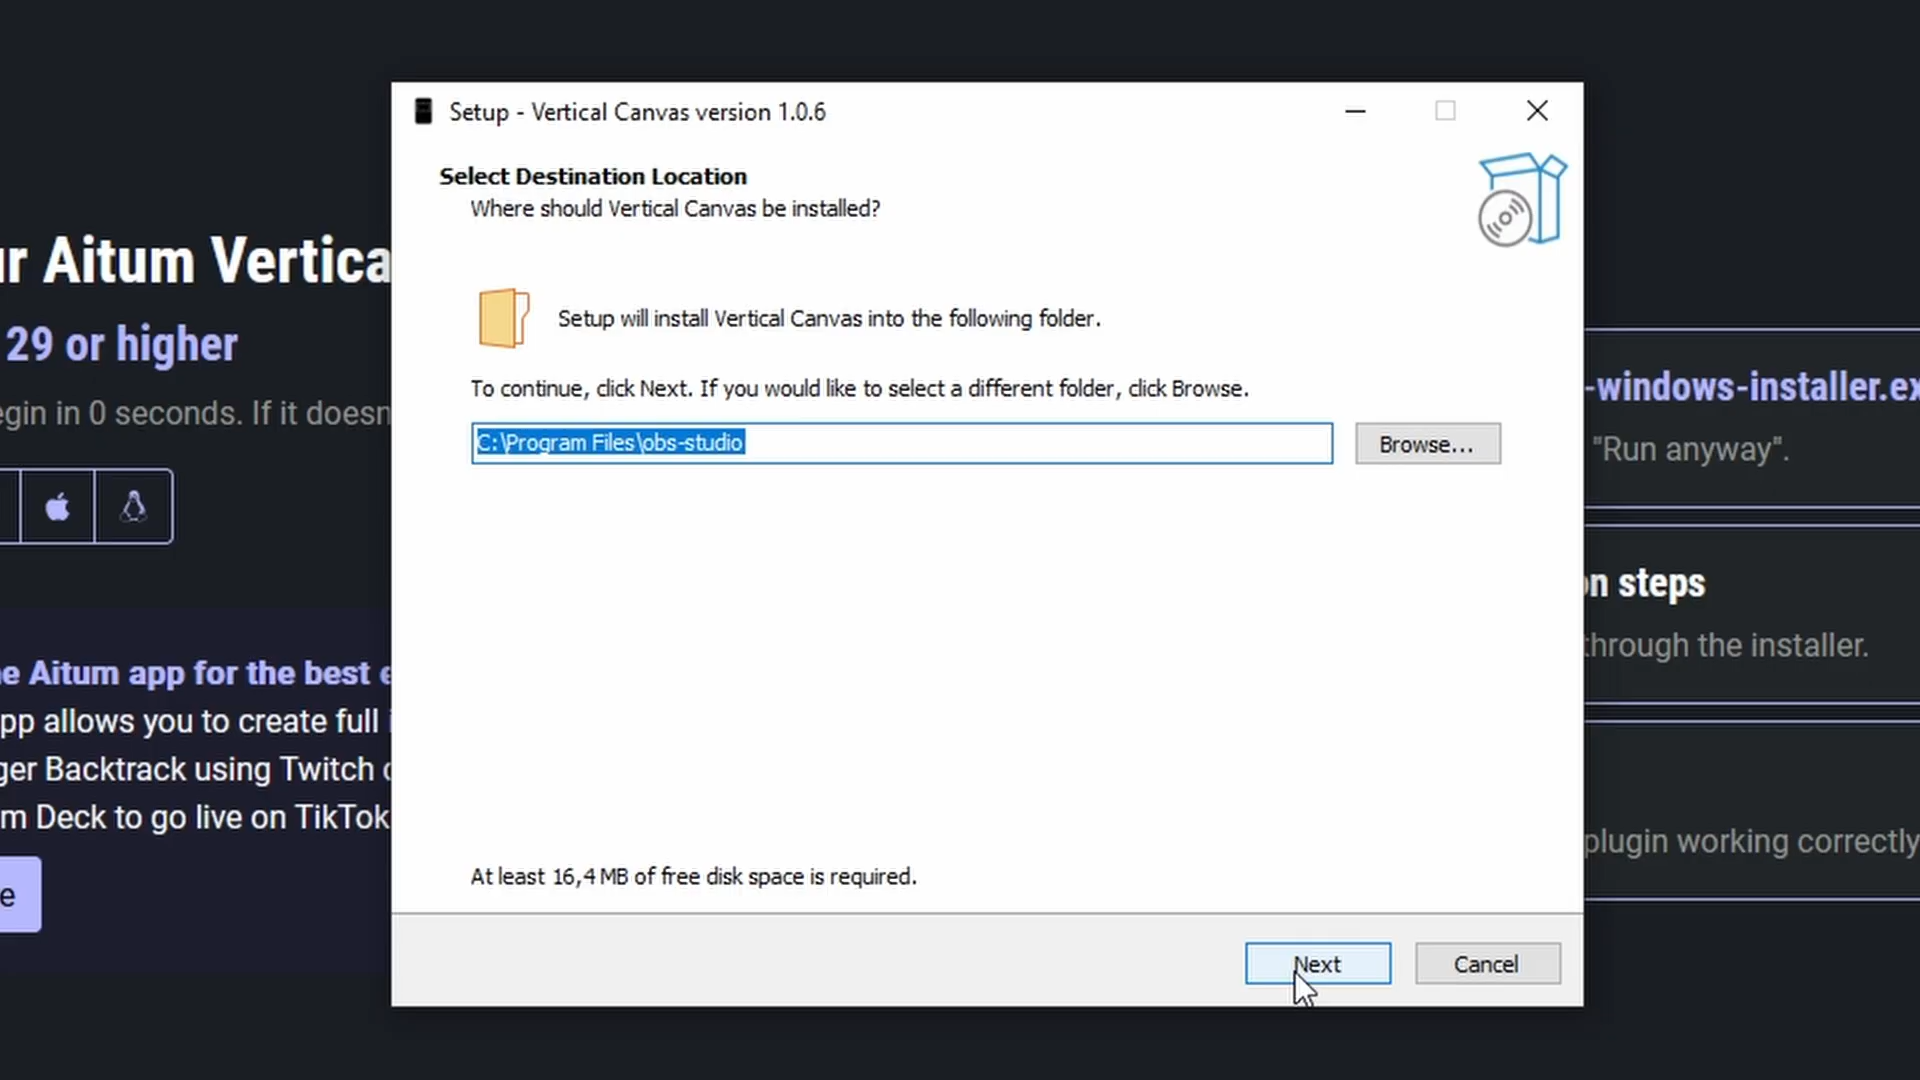 Setup - Vertical Canvas version 1.0.6
Select Destination Location
Where should Vertical Canvas be installed?
Setup will install Vertical Canvas into the following folder.
To continue, click Next. If you would like to select a different folder, click Browse.
C:\Program Files\obs-studio
Browse...
At least 16,4 MB of free disk space is required.
Next
Cancel
ur Aitum Vertica
29 or higher
egin in 0 seconds. If it doesn
e Aitum app for the best e
pp allows you to create full i
ger Backtrack using Twitch c
m Deck to go live on TikTok
e
-windows-installer.ex
"Run anyway".
on steps
through the installer.
plugin working correctly